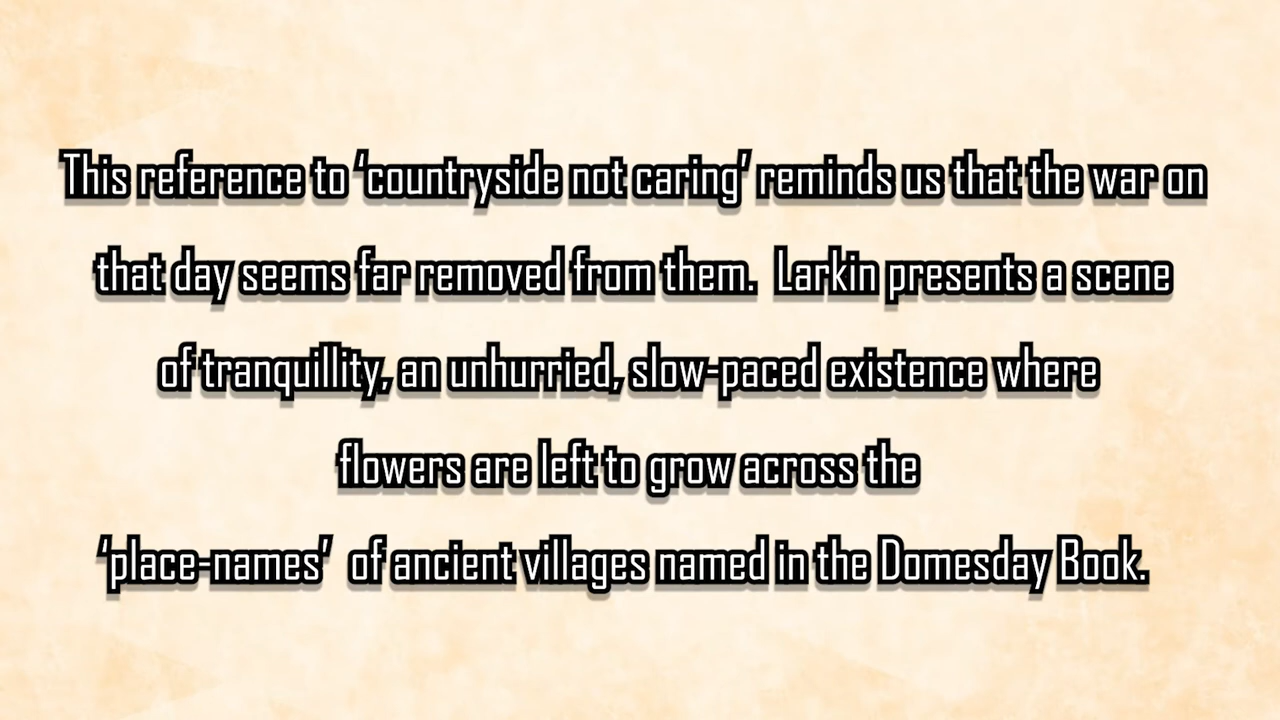 This reference to ‘countryside not caring’ reminds us that the war on
that day seems far removed from them.  Larkin presents a scene
of tranquillity, an unhurried, slow-paced existence where
flowers are left to grow across the
‘place-names’  of ancient villages named in the Domesday Book.